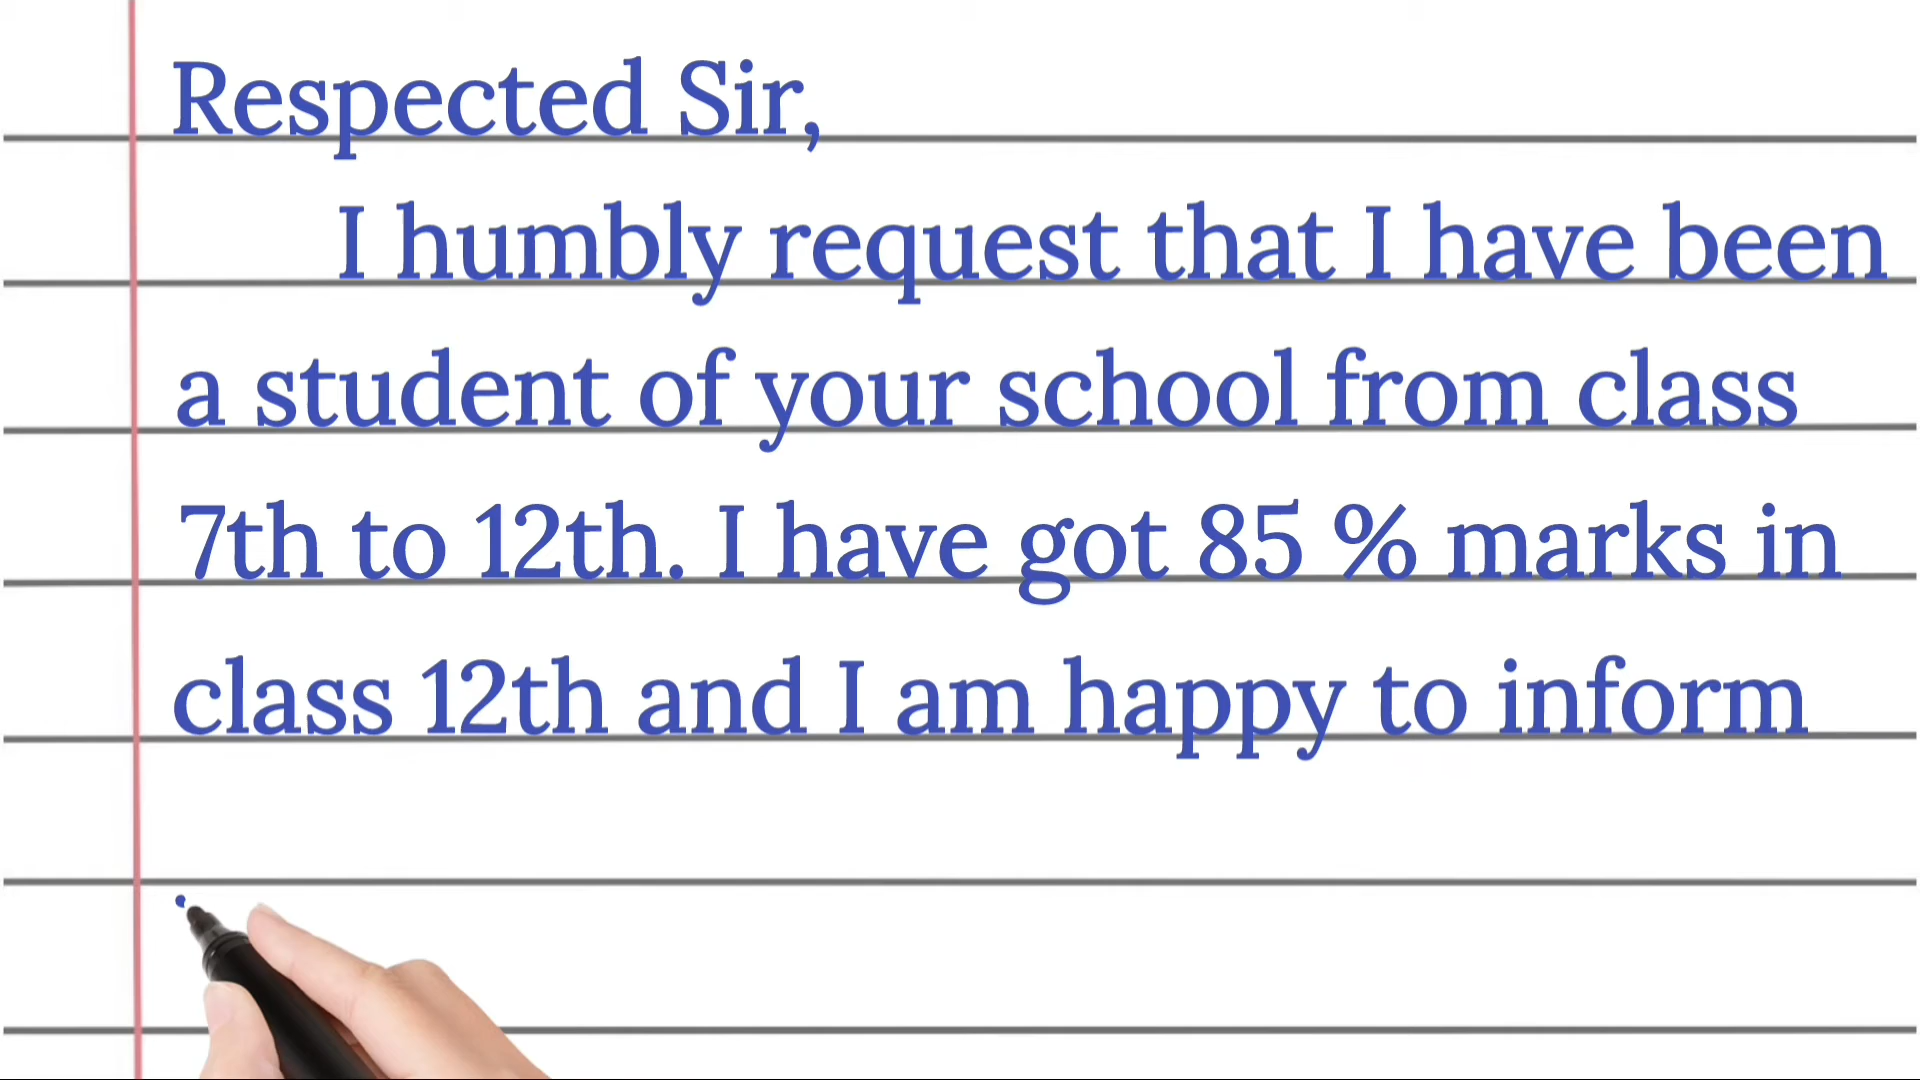 Respected Sir,
I humbly request that I have been
a student of your school from class
7th to 12th. I have got 85 % marks in
class 12th and I am happy to inform